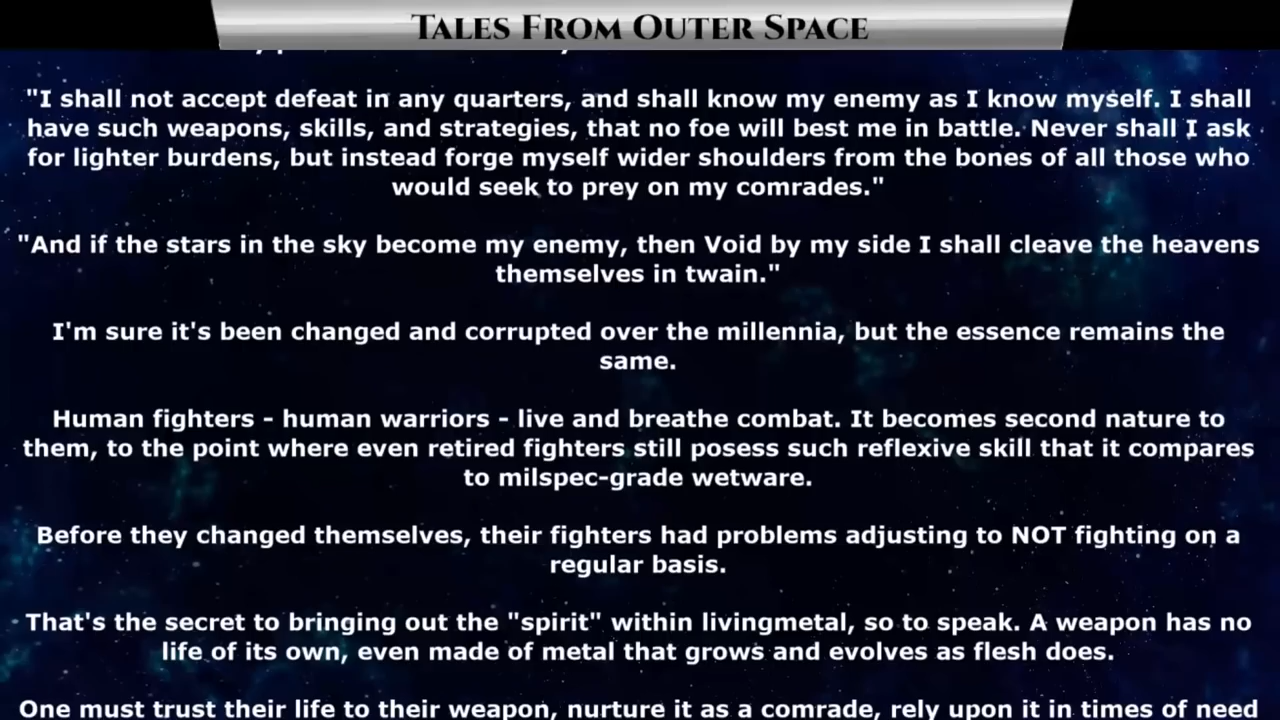 Tales From Outer Space
"I shall not accept defeat in any quarters, and shall know my enemy as I know myself. I shall
have such weapons, skills, and strategies, that no foe will best me in battle. Never shall I ask
for lighter burdens, but instead forge myself wider shoulders from the bones of all those who
would seek to prey on my comrades."
"And if the stars in the sky become my enemy, then Void by my side I shall cleave the heavens
themselves in twain."
I'm sure it's been changed and corrupted over the millennia, but the essence remains the
same.
Human fighters - human warriors - live and breathe combat. It becomes second nature to
them, to the point where even retired fighters still posess such reflexive skill that it compares
to milspec-grade wetware.
Before they changed themselves, their fighters had problems adjusting to NOT fighting on a
regular basis.
That's the secret to bringing out the "spirit" within livingmetal, so to speak. A weapon has no
life of its own, even made of metal that grows and evolves as flesh does.
One must trust their life to their weapon, nurture it as a comrade, rely upon it in times of need